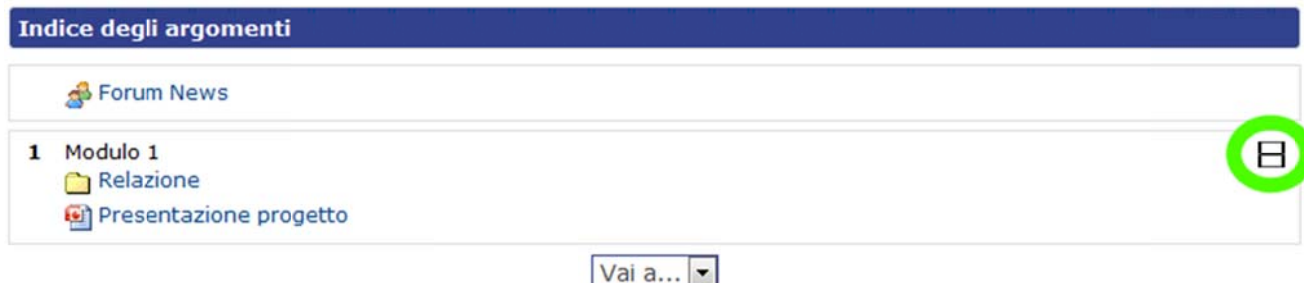 Indice degli argomenti
Forum News
1 Modulo 1
Relazione
Presentazione progetto
Vai a...